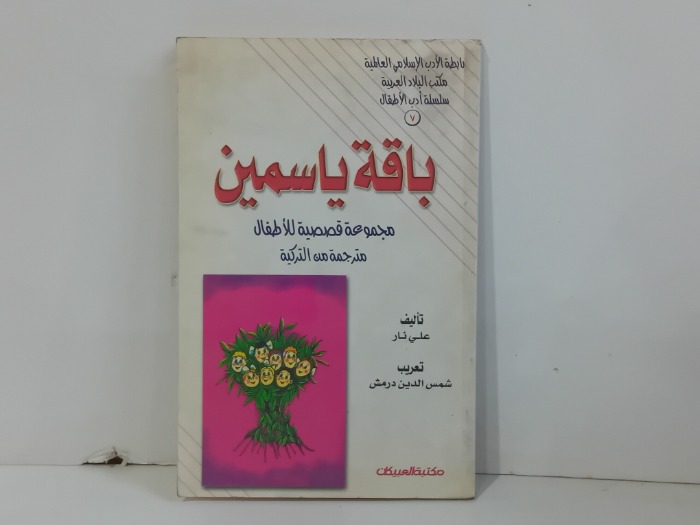 رابطة الأدب الإسلامي العالمية
مكتب البلاد العربية
سلسلة أدب الأطفال
٧
باقة ياسمين
مجموعة قصصية للأطفال
مترجمة من التركية
تأليف
علي نار
تعريب
شمس الدين درمش
مكتبة العبيكان